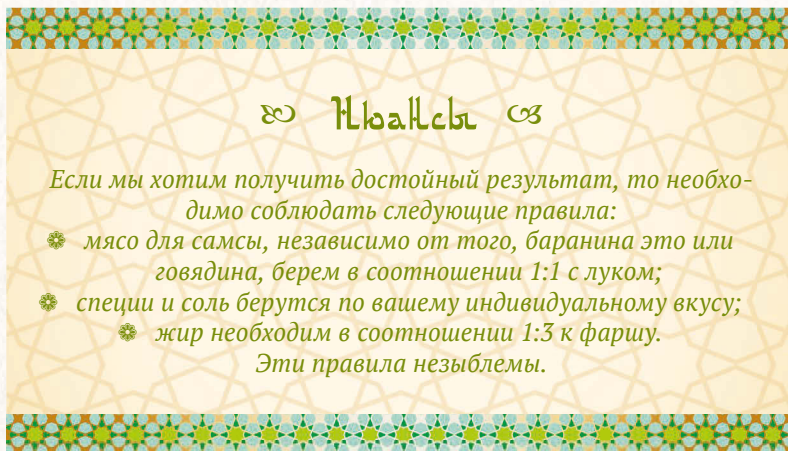 Нюансы
Если мы хотим получить достойный результат, то необхо-
димо соблюдать следующие правила:
мясо для самсы, независимо от того, баранина это или
говядина, берем в соотношении 1:1 с луком;
специи и соль берутся по вашему индивидуальному вкусу;
жир необходим в соотношении 1:3 к фаршу.
Эти правила незыблемы.